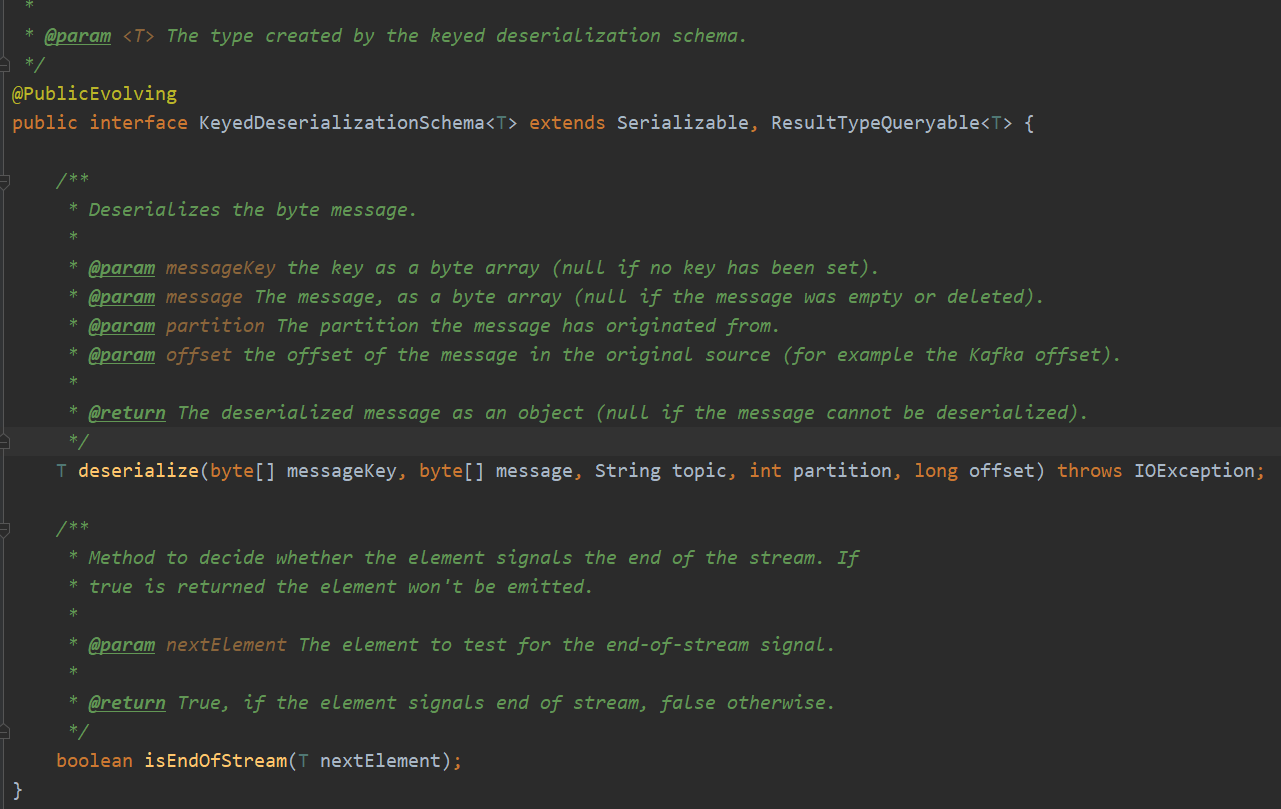 *
* @param <T> The type created by the keyed deserialization schema.
*/
@PublicEvolving
public interface KeyedDeserializationSchema<T> extends Serializable, ResultTypeQueryable<T> {
/**
* Deserializes the byte message.
*
* @param messageKey the key as a byte array (null if no key has been set).
* @param message The message, as a byte array (null if the message was empty or deleted).
* @param partition The partition the message has originated from.
* @param offset the offset of the message in the original source (for example the Kafka offset).
*
* @return The deserialized message as an object (null if the message cannot be deserialized).
*/
T deserialize(byte[] messageKey, byte[] message, String topic, int partition, long offset) throws IOException;
/**
* Method to decide whether the element signals the end of the stream. If
* true is returned the element won't be emitted.
*
* @param nextElement The element to test for the end-of-stream signal.
*
* @return True, if the element signals end of stream, false otherwise.
*/
boolean isEndOfStream(T nextElement);
}